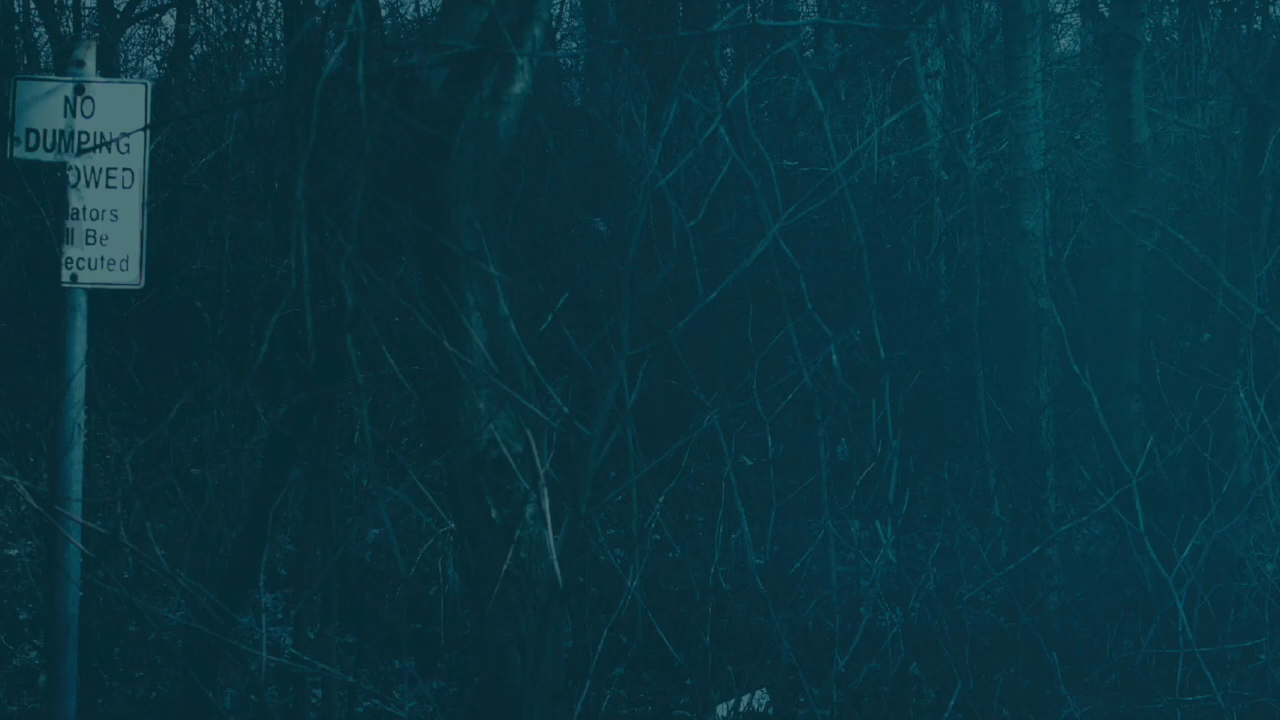 NO
DUMPING
OWED
ators
ll Be
ecuted